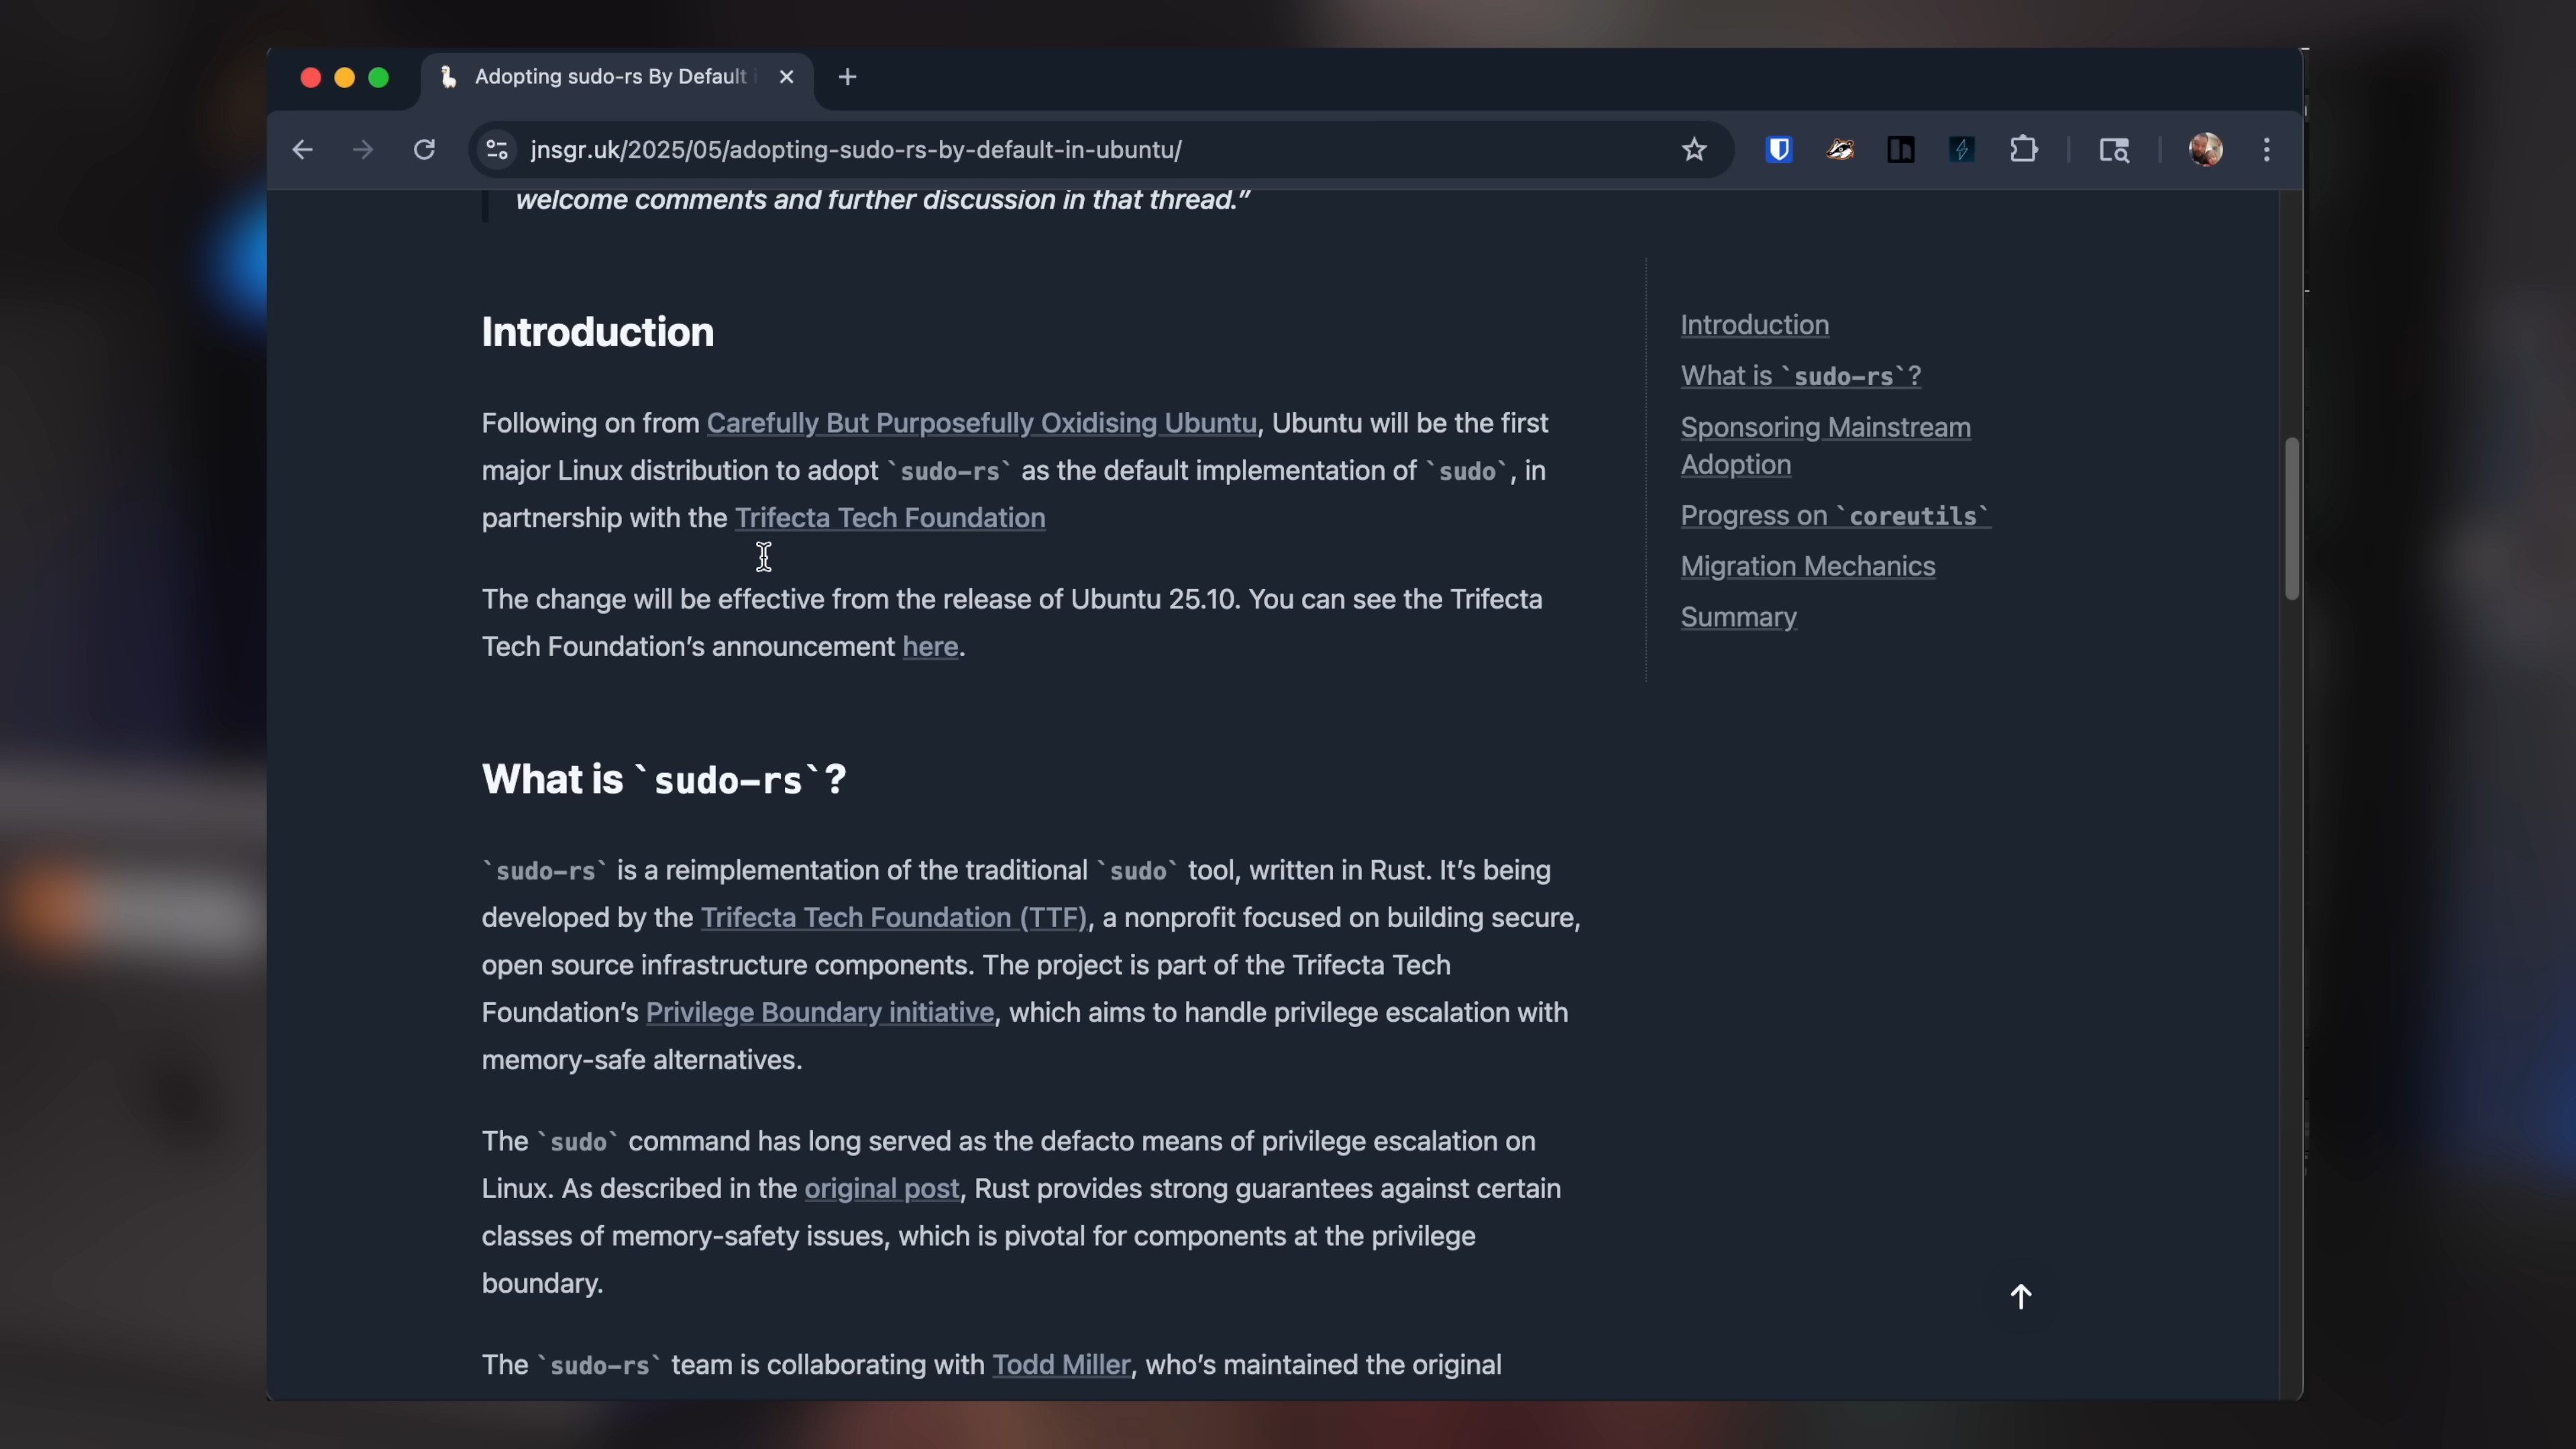 Adopting sudo-rs By Default
jnsgr.uk/2025/05/adopting-sudo-rs-by-default-in-ubuntu/
welcome comments and further discussion in that thread.”
Introduction
Following on from Carefully But Purposefully Oxidising Ubuntu, Ubuntu will be the first
major Linux distribution to adopt `sudo-rs` as the default implementation of `sudo`, in
partnership with the Trifecta Tech Foundation
The change will be effective from the release of Ubuntu 25.10. You can see the Trifecta
Tech Foundation’s announcement here.
What is `sudo-rs`?
`sudo-rs` is a reimplementation of the traditional `sudo` tool, written in Rust. It’s being
developed by the Trifecta Tech Foundation (TTF), a nonprofit focused on building secure,
open source infrastructure components. The project is part of the Trifecta Tech
Foundation’s Privilege Boundary initiative, which aims to handle privilege escalation with
memory-safe alternatives.
The `sudo` command has long served as the defacto means of privilege escalation on
Linux. As described in the original post, Rust provides strong guarantees against certain
classes of memory-safety issues, which is pivotal for components at the privilege
boundary.
The `sudo-rs` team is collaborating with Todd Miller, who’s maintained the original
Introduction
What is `sudo-rs`?
Sponsoring Mainstream
Adoption
Progress on `coreutils`
Migration Mechanics
Summary